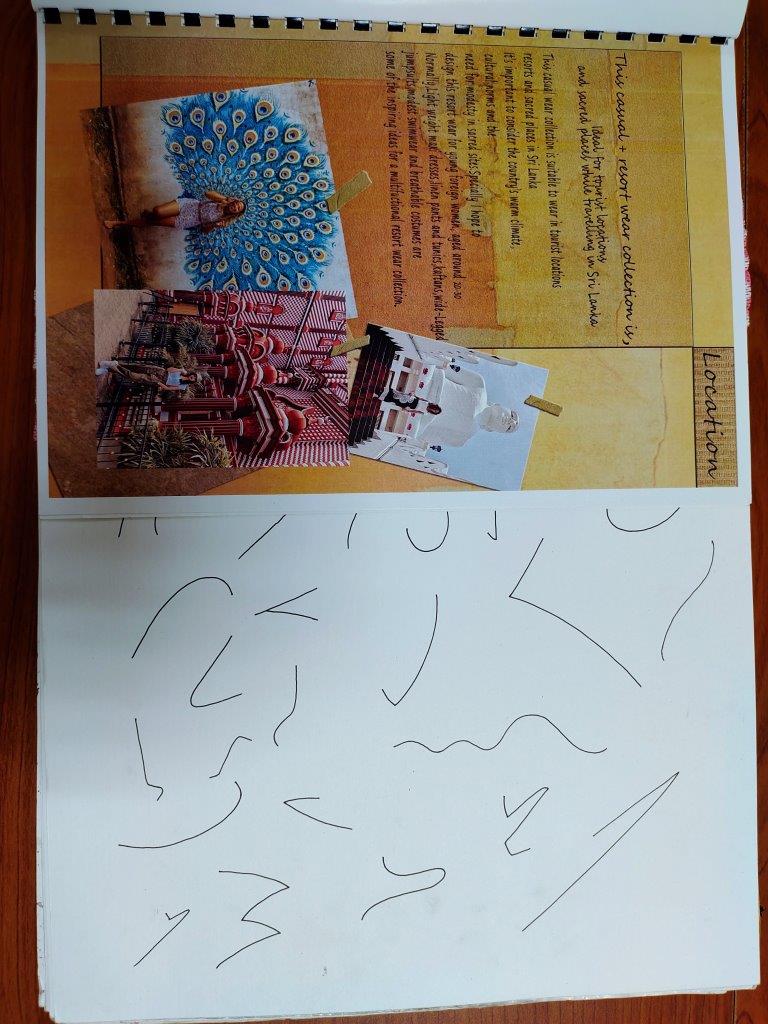 Location
This casual + resort wear collection is,
Ideal for tourist locations
and sacred places while travelling in Sri Lanka
This casual wear collection is suitable to wear in tourist locations
resorts and sacred places in Sri Lanka
It's important to consider the country's warm climate,
cultural norms and the
need for modesty in sacred sites.Specially I hope to
design this resort wear for young foreign women, aged around 20-30
Normally,Light weight maxi dresses,linen pants and tunics,kaftans,wide-Legged
jumpsuits,modest swimwear and breathable costumes are
some of the inspiring ideas for a multifuctional resort wear collection.